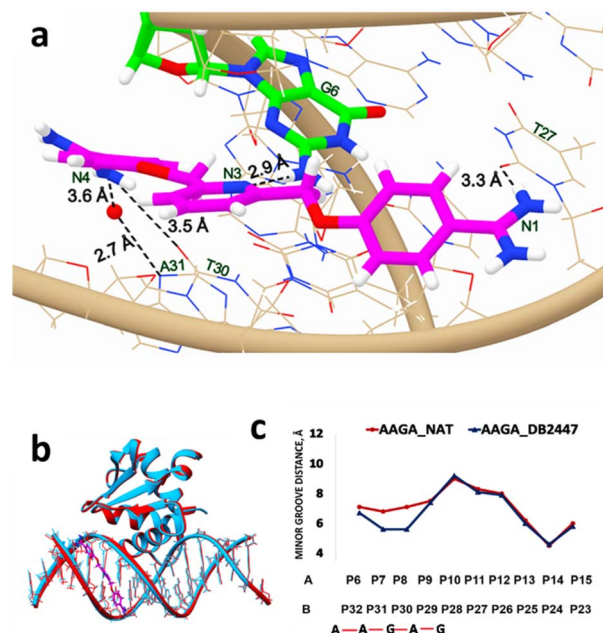 a
G6
T27
N3
N4
2.9 Å
3.6 Å
3.3 Å
3.5 Å
N1
2.7 Å
A31
T30
b
c
AAGA_NAT
AAGA_DB2447
MINOR GROOVE DISTANCE, Å
12
10
8
6
4
A P6 P7 P8 P9 P10 P11 P12 P13 P14 P15
B P32 P31 P30 P29 P28 P27 P26 P25 P24 P23
A—A—G—A—G